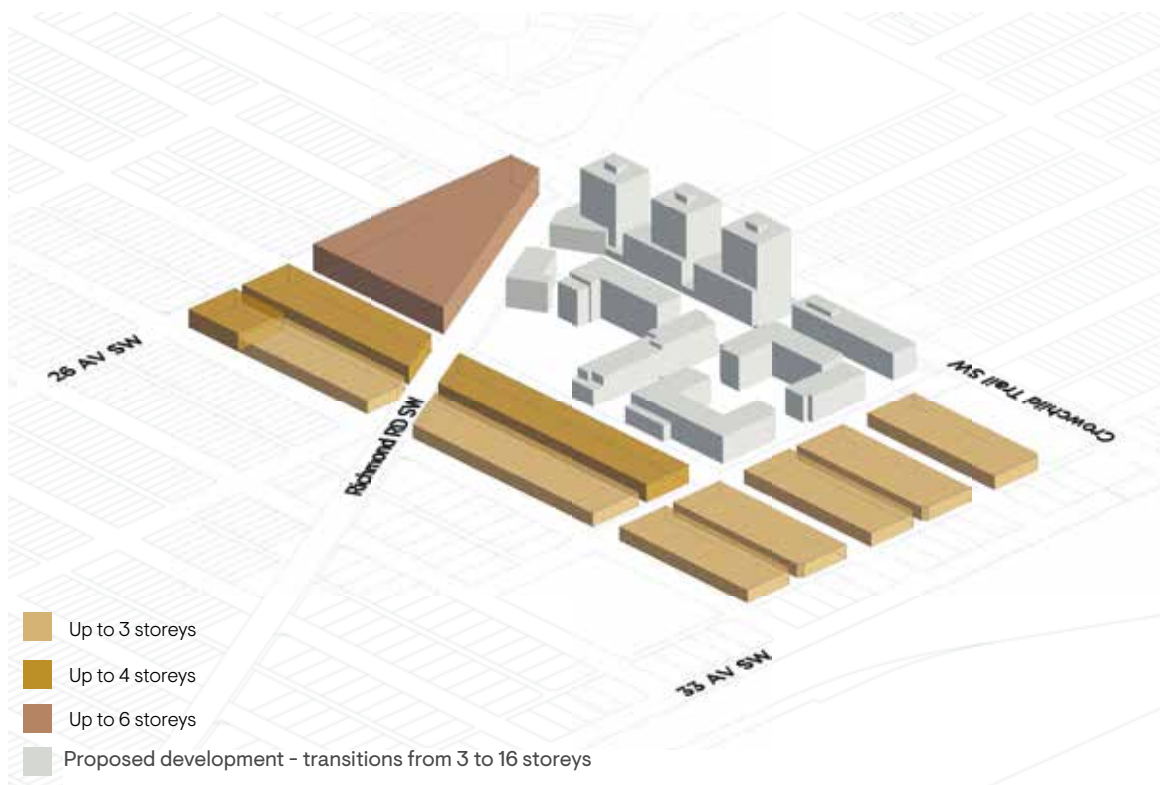 26 AV SW
Richmond RD SW
Crowchild Trail SW
33 AV SW
Up to 3 storeys
Up to 4 storeys
Up to 6 storeys
Proposed development - transitions from 3 to 16 storeys